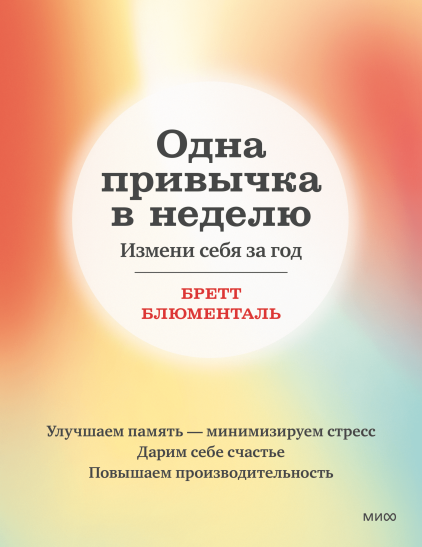 Одна
привычка
в неделю
Измени себя за год
БРЕТТ
БЛЮМЕНТАЛЬ
Улучшаем память — минимизируем стресс
Дарим себе счастье
Повышаем производительность
миф